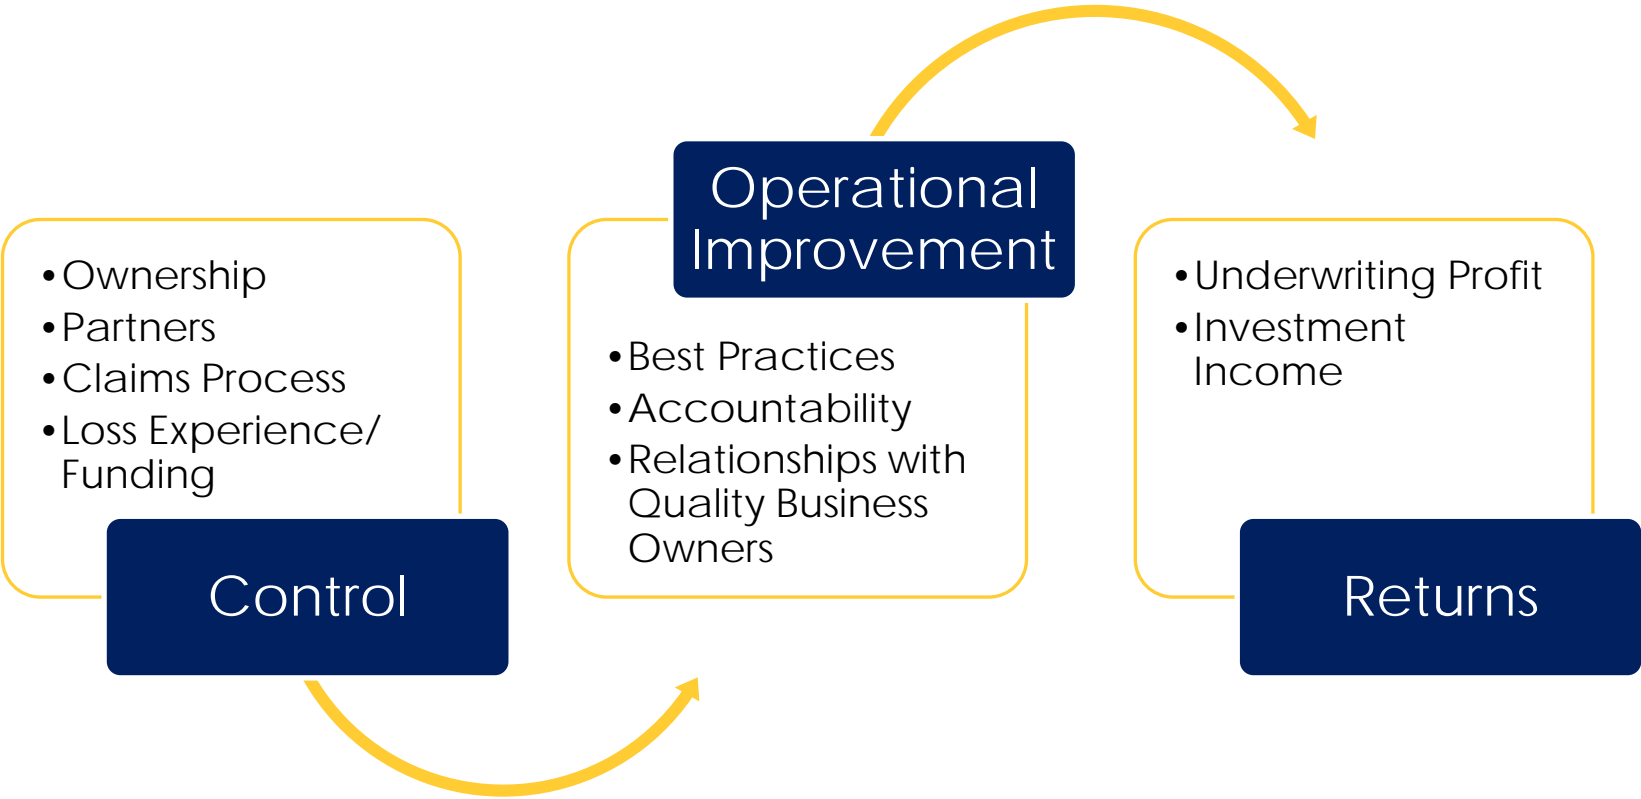 •Ownership
•Partners
•Claims Process
•Loss Experience/
Funding
Control
Operational
Improvement
•Best Practices
•Accountability
•Relationships with
Quality Business
Owners
•Underwriting Profit
•Investment
Income
Returns